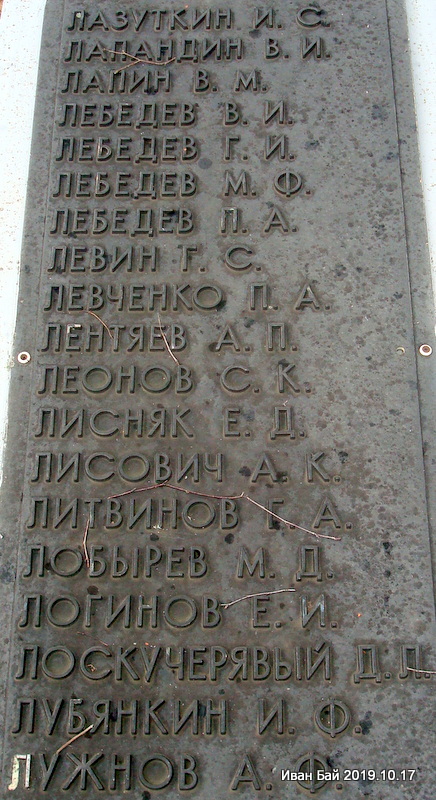 ЛАЗУТКИН И. С.
ЛАПАНДИН В. И.
ЛАПИН В. М.
ЛЕБЕДЕВ В. И.
ЛЕБЕДЕВ Г. И.
ЛЕБЕДЕВ М. Ф.
ЛЕБЕДЕВ П. А.
ЛЕВИН Т. С.
ЛЕВЧЕНКО П. А.
ЛЕНТЯЕВ А. П.
ЛЕОНОВ С. К.
ЛИСНЯК Е. Д.
ЛИСОВИЧ А. К.
ЛИТВИНОВ Г. А.
ЛОБЫРЕВ М. Д.
ЛОГИНОВ Е. И.
ЛОСКУЧЕРЯВЫЙ Д. П.
ЛУБЯНКИН И. Ф.
ЛУЖНОВ А. Ф.
Иван Бай 2019.10.17